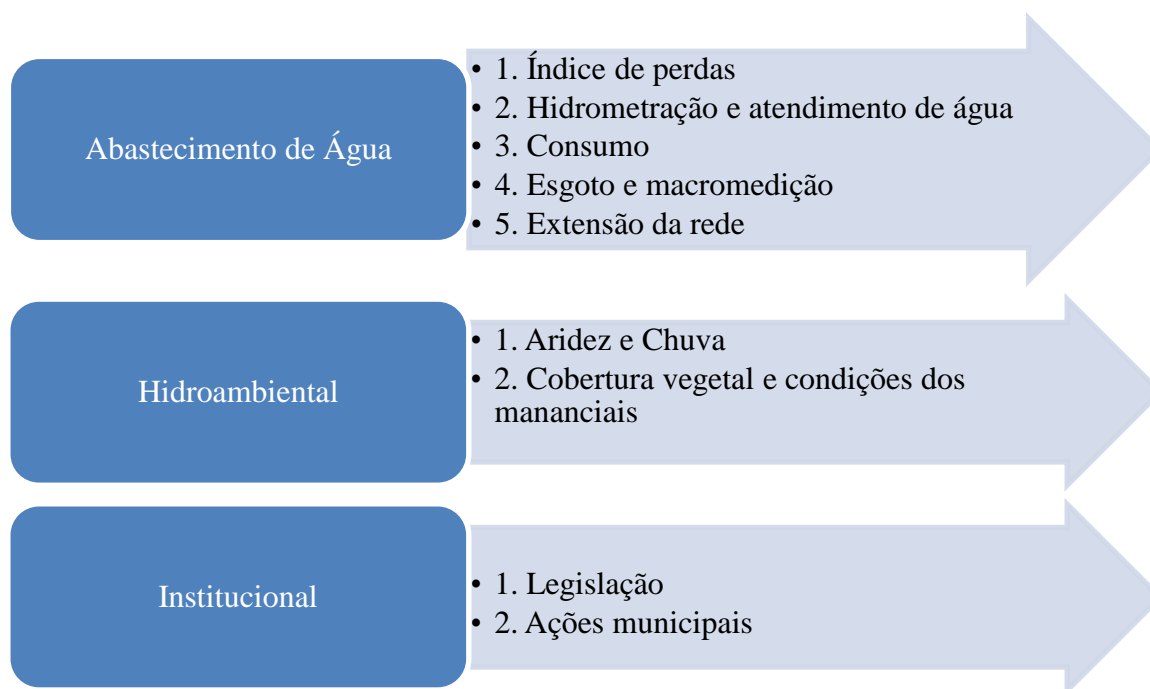 Abastecimento de Água
• 1. Índice de perdas
• 2. Hidrometração e atendimento de água
• 3. Consumo
• 4. Esgoto e macromedição
• 5. Extensão da rede
Hidroambiental
• 1. Aridez e Chuva
• 2. Cobertura vegetal e condições dos
mananciais
Institucional
• 1. Legislação
• 2. Ações municipais